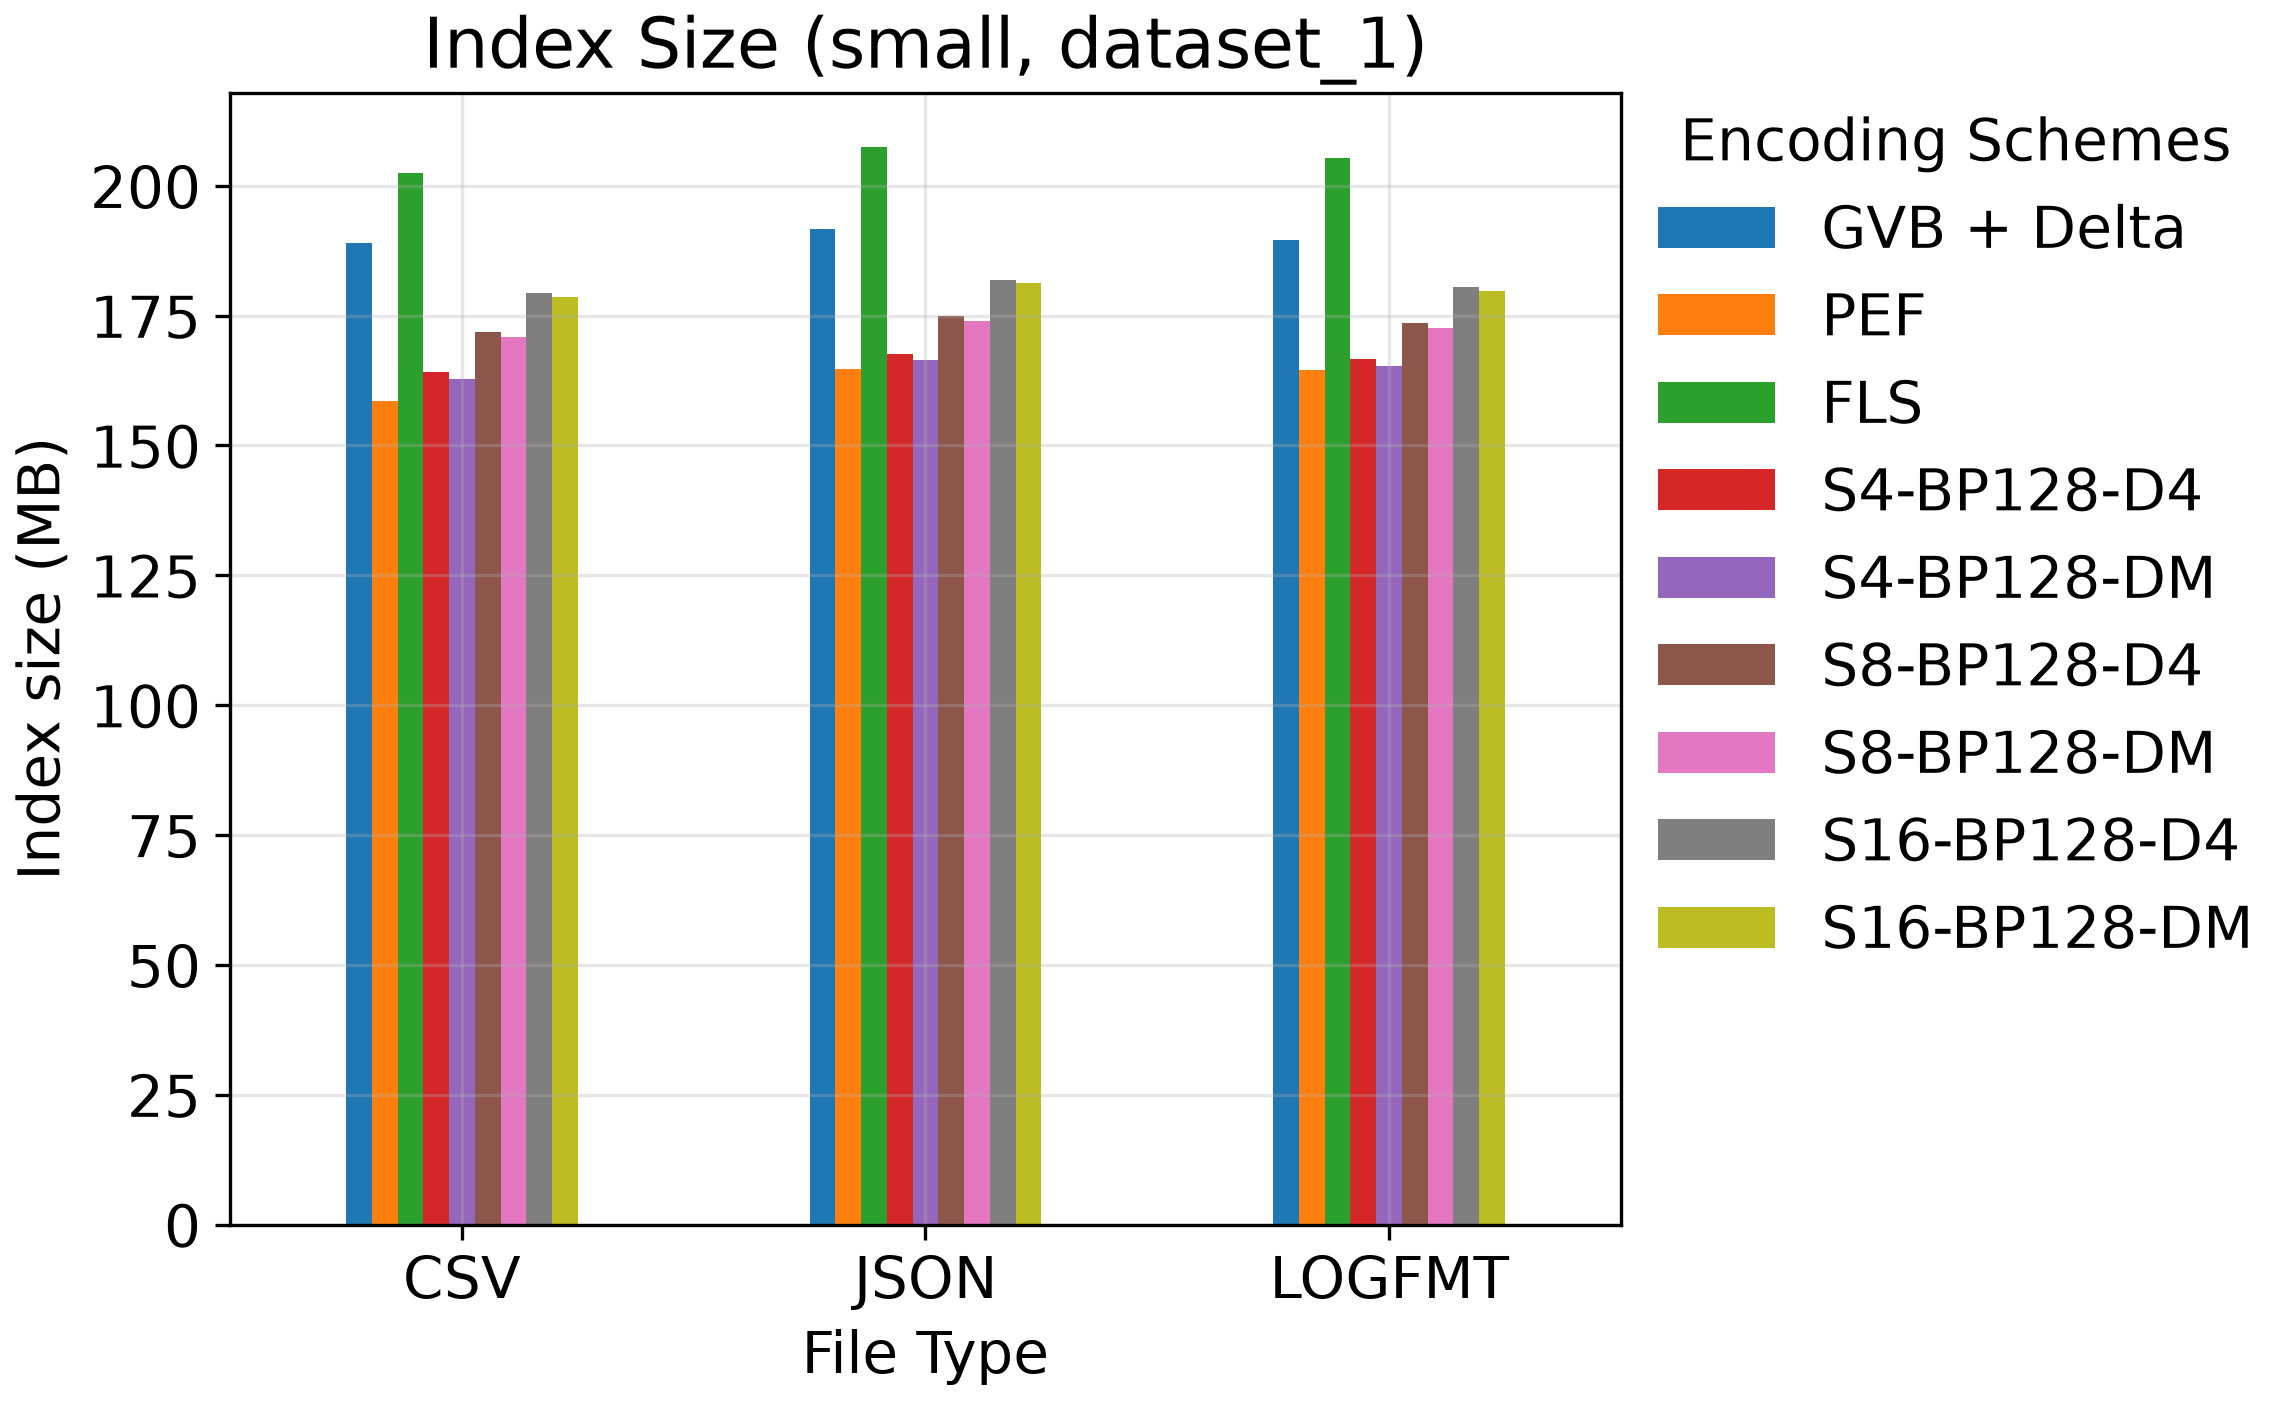 Index Size (small, dataset_1)
Index size (MB)
200
175
150
125
100
75
50
25
0
CSV
JSON
LOGFMT
File Type
Encoding Schemes
GVB + Delta
PEF
FLS
S4-BP128-D4
S4-BP128-DM
S8-BP128-D4
S8-BP128-DM
S16-BP128-D4
S16-BP128-DM